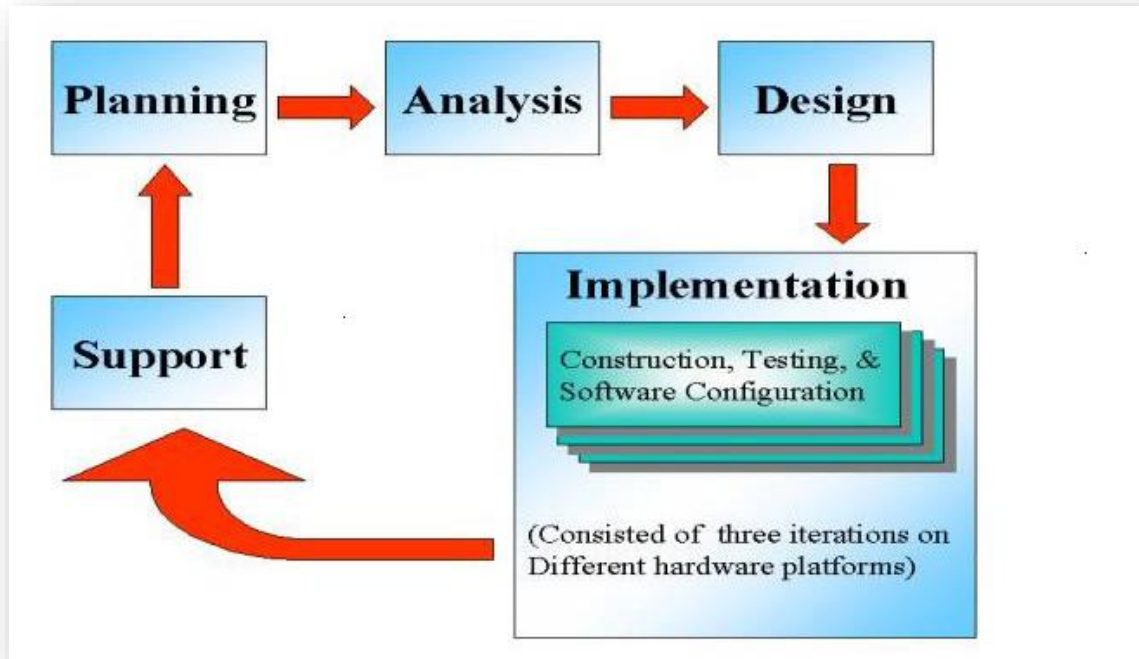 Planning
Analysis
Design
Implementation
Construction, Testing, &
Software Configuration
(Consisted of three iterations on
Different hardware platforms)
Support